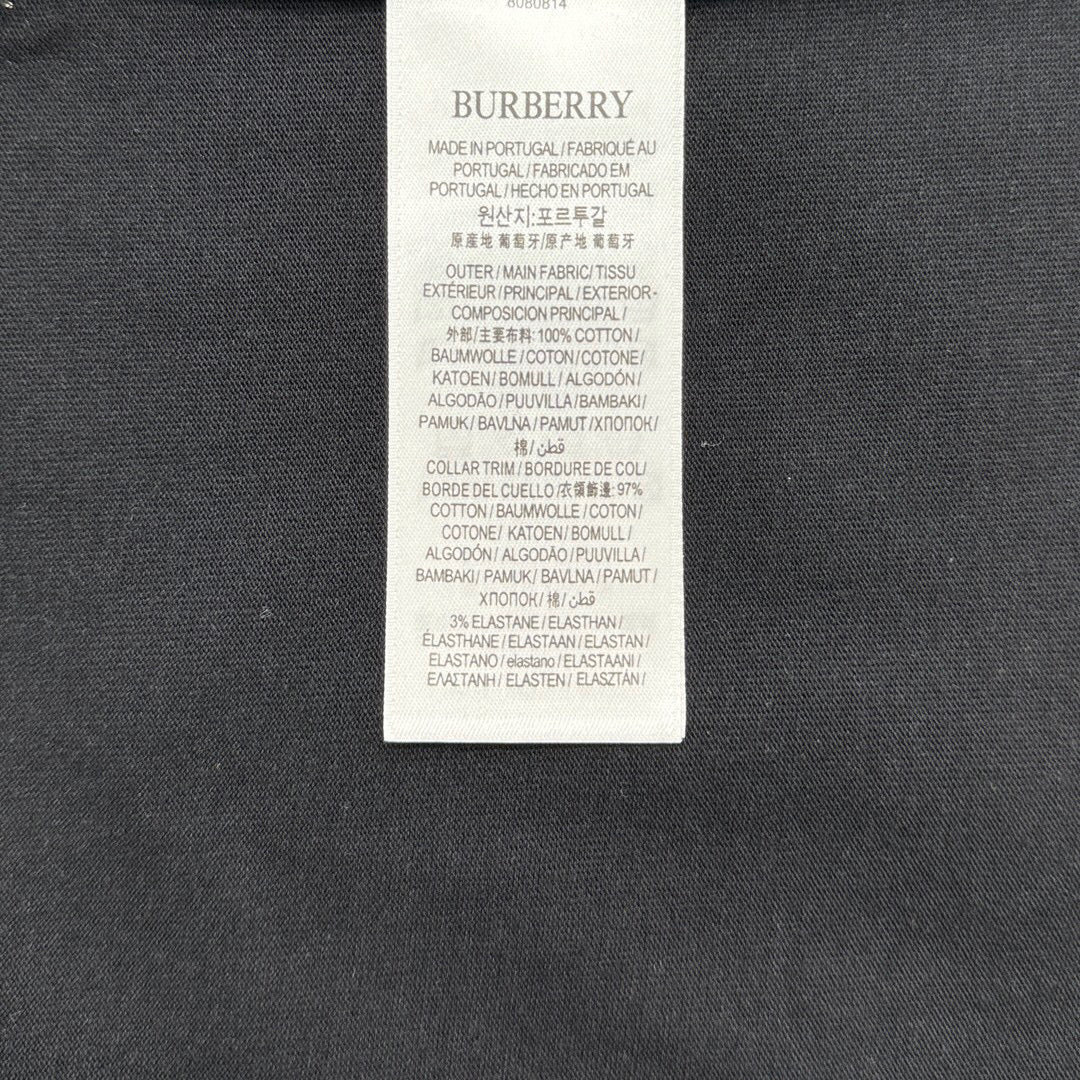 8080814
BURBERRY
MADE IN PORTUGAL / FABRIQUÉ AU
PORTUGAL / FABRICADO EM
PORTUGAL / HECHO EN PORTUGAL
원산지:포르투갈
原産地 葡萄牙/原产地 葡萄牙
OUTER / MAIN FABRIC/ TISSU
EXTÉRIEUR / PRINCIPAL / EXTERIOR-
COMPOSICION PRINCIPAL /
外部/主要布料: 100% COTTON /
BAUMWOLLE / COTON / COTONE /
KATOEN / BOMULL / ALGODÓN /
ALGODÃO / PUUVILLA / BAMBAKI /
PAMUK / BAVLNA / PAMUT / ХЛОПОК /
棉/ قطن
COLLAR TRIM / BORDURE DE COL/
BORDE DEL CUELLO /衣領飾邊: 97%
COTTON / BAUMWOLLE / COTON /
COTONE/ KATOEN / BOMULL /
ALGODÓN / ALGODÃO / PUUVILLA /
BAMBAKI / PAMUK / BAVLNA / PAMUT /
ХЛОПОК / 棉/ قطن
3% ELASTANE / ELASTHAN /
ÉLASTHANE / ELASTAAN / ELASTAN /
ELASTANO / elastano / ELASTAANI /
ΕΛΑΣΤΑΝΗ / ELASTEN / ELASZTÁN /